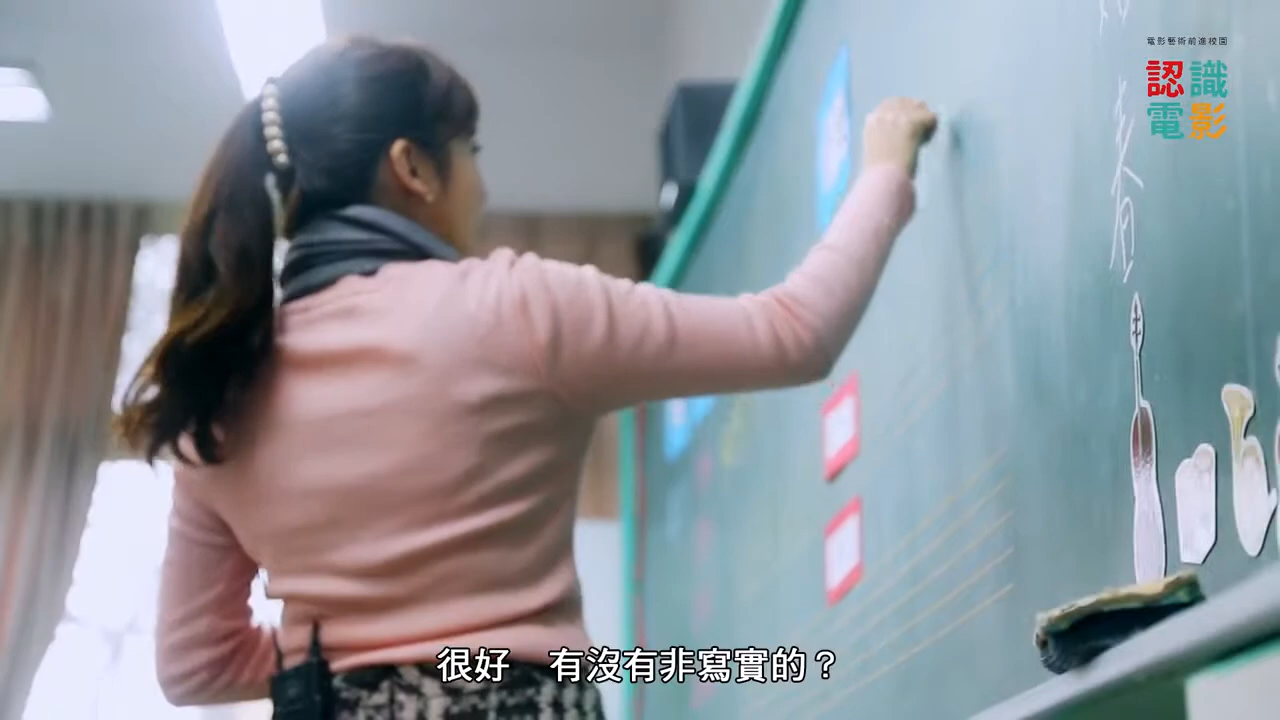 電影藝術前進校園
認識
電影
很好　有沒有非寫實的？